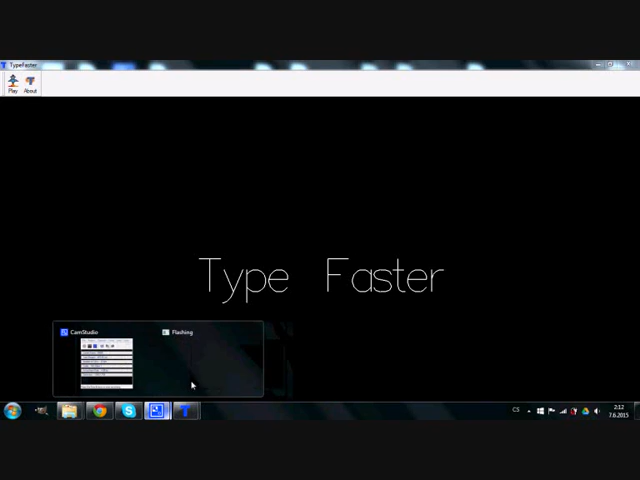 TypeFaster
Play About
Type Faster
CamStudio Flashing
CS
2:12
7.6.2015